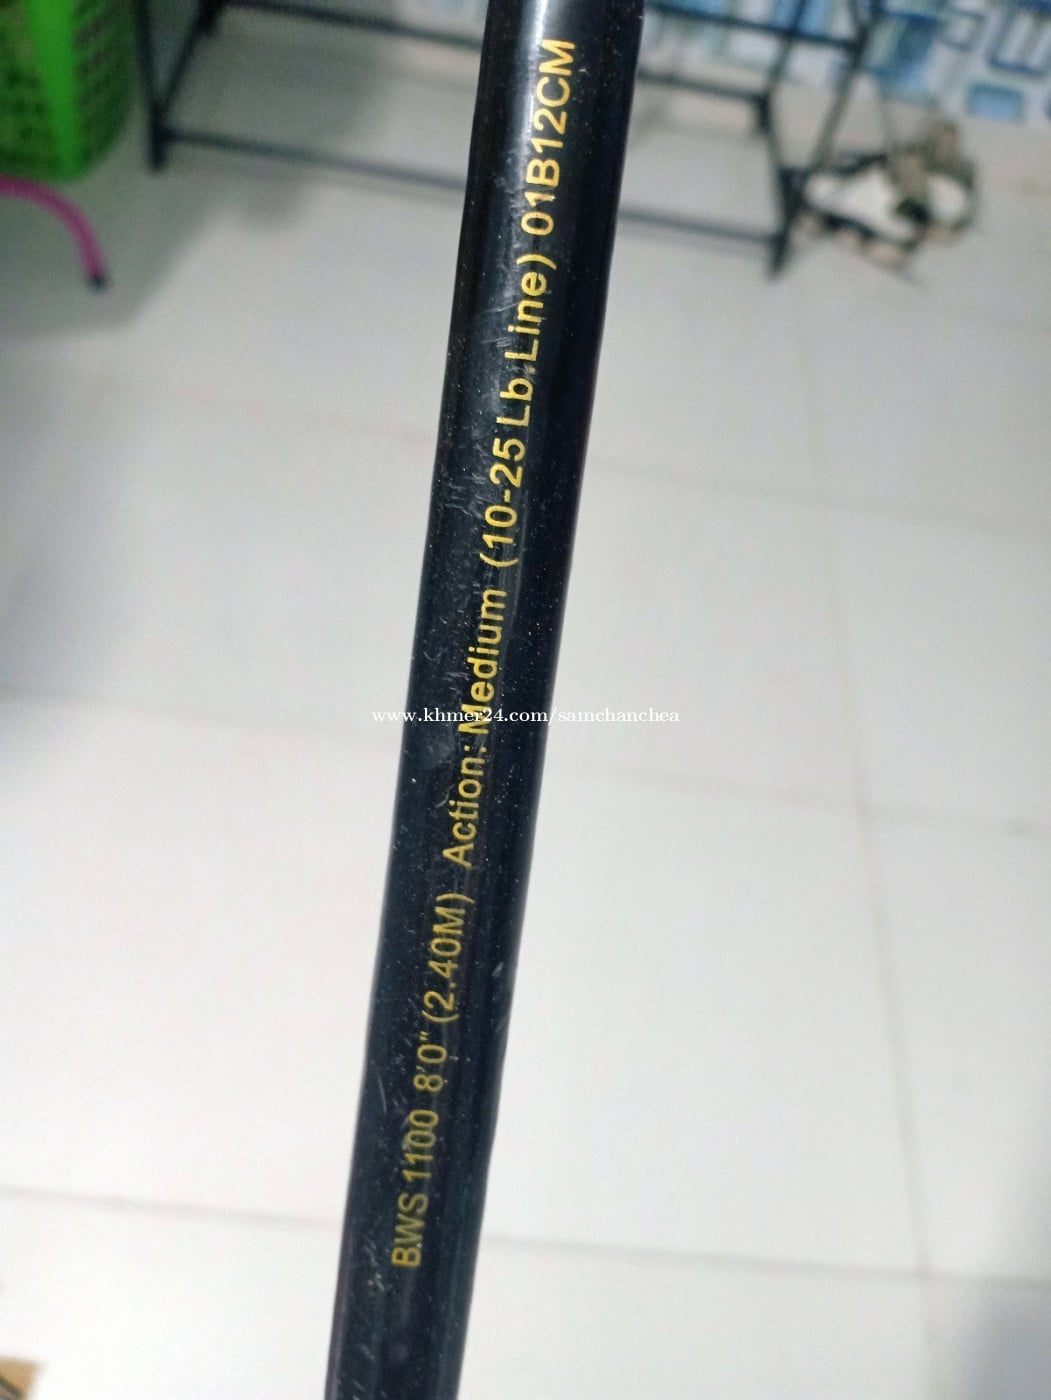 BWS 1100 8'0" (2.40M) Action: Medium (10-25 Lb.Line) 01B12CM
www.khmer24.com/samchanchea